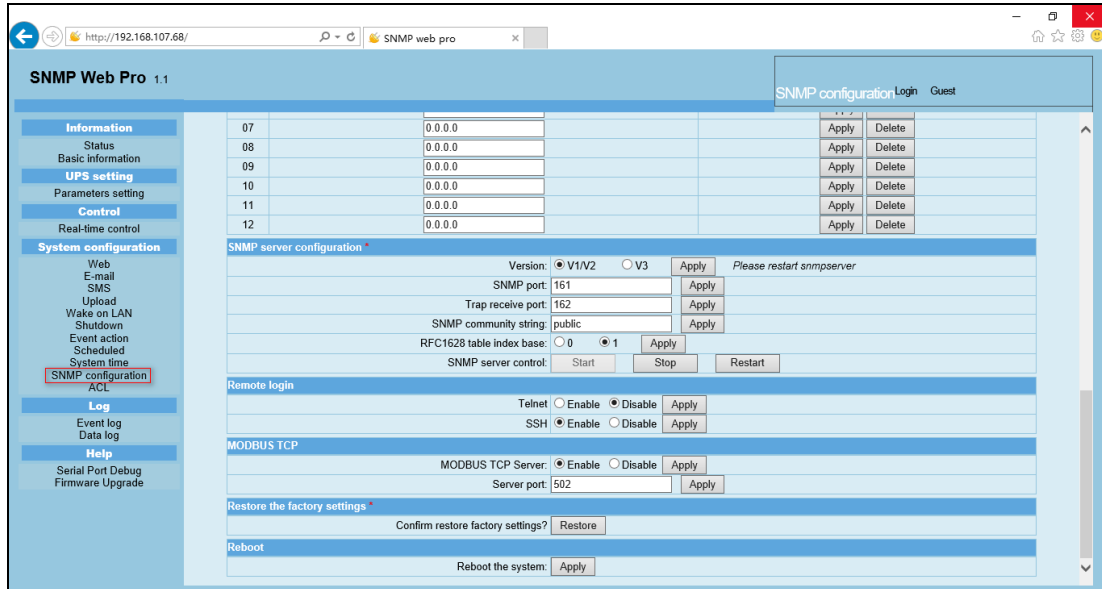 http://192.168.107.68/
SNMP web pro
SNMP Web Pro 1.1
SNMP configuration Login Guest
Information
Status
Basic information
UPS setting
Parameters setting
Control
Real-time control
System configuration
Web
E-mail
SMS
Upload
Wake on LAN
Shutdown
Event action
Scheduled
System time
SNMP configuration
ACL
Log
Event log
Data log
Help
Serial Port Debug
Firmware Upgrade
07 0.0.0.0 Apply Delete
08 0.0.0.0 Apply Delete
09 0.0.0.0 Apply Delete
10 0.0.0.0 Apply Delete
11 0.0.0.0 Apply Delete
12 0.0.0.0 Apply Delete
SNMP server configuration *
Version: V1/V2 V3 Apply Please restart snmpserver
SNMP port: 161 Apply
Trap receive port: 162 Apply
SNMP community string: public Apply
RFC1628 table index base: 0 1 Apply
SNMP server control: Start Stop Restart
Remote login
Telnet Enable Disable Apply
SSH Enable Disable Apply
MODBUS TCP
MODBUS TCP Server: Enable Disable Apply
Server port: 502 Apply
Restore the factory settings *
Confirm restore factory settings? Restore
Reboot
Reboot the system: Apply